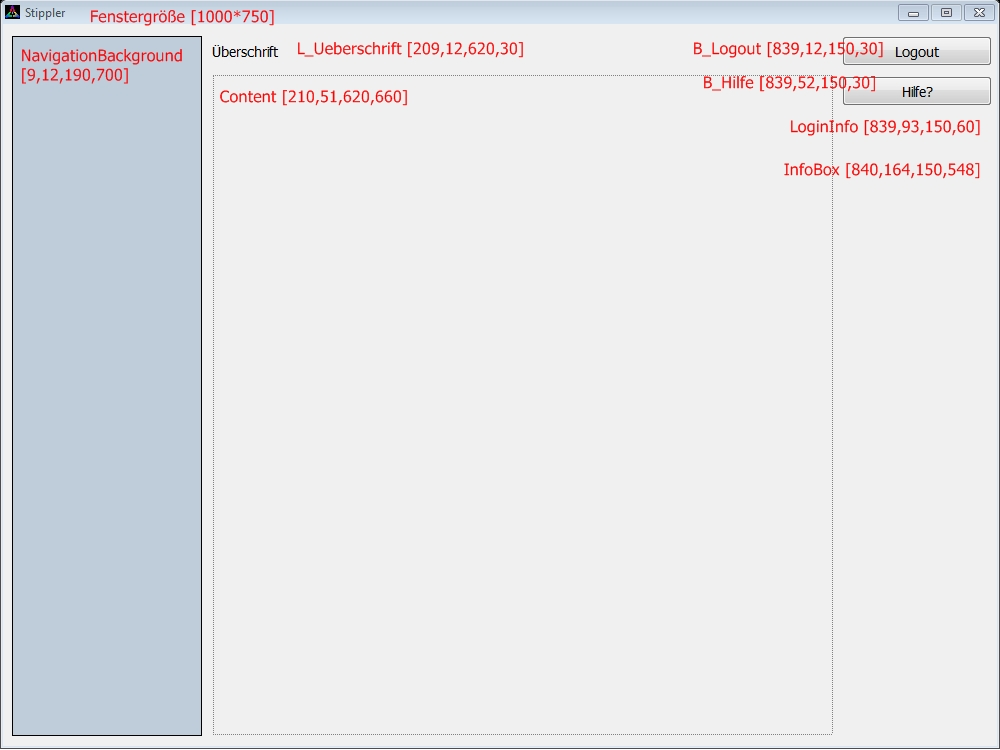 Stippler
Fenstergröße [1000*750]
NavigationBackground
[9,12,190,700]
Überschrift
L_Ueberschrift [209,12,620,30]
B_Logout [839,12,150,30]
Logout
B_Hilfe [839,52,150,30]
Hilfe?
Content [210,51,620,660]
LoginInfo [839,93,150,60]
InfoBox [840,164,150,548]